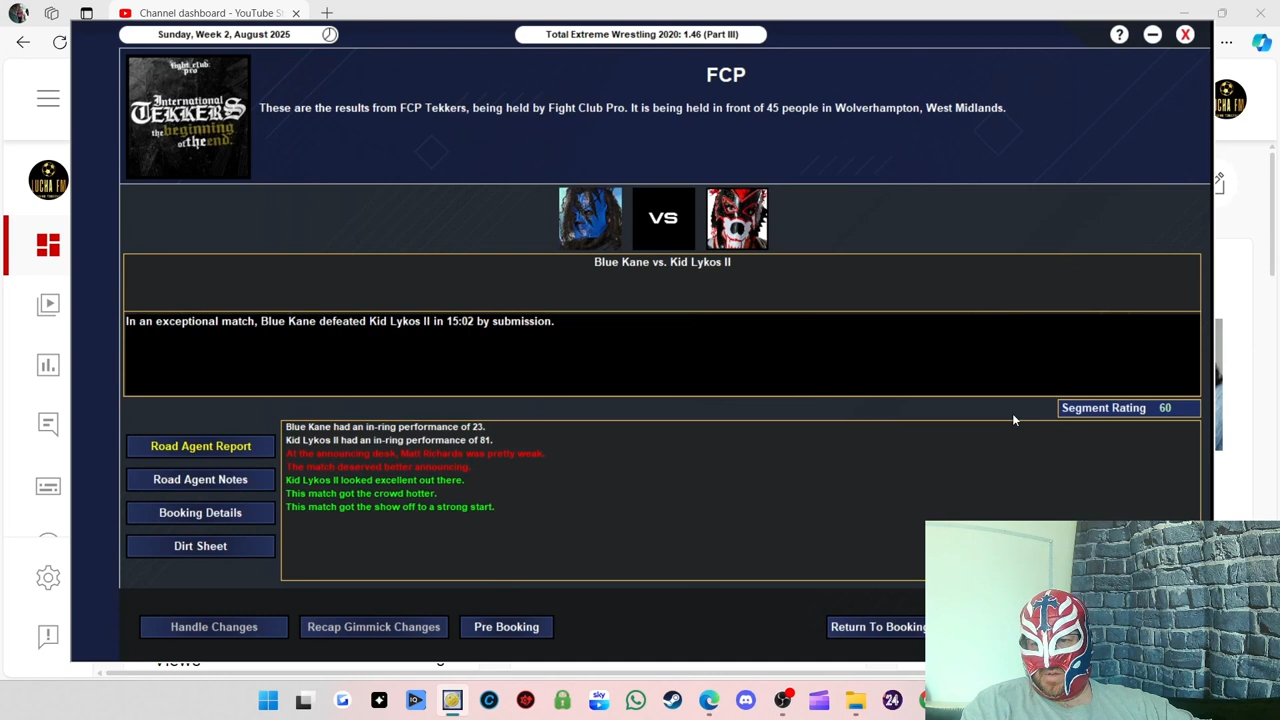 Channel dashboard - YouTube S
Sunday, Week 2, August 2025
Total Extreme Wrestling 2020: 1.46 (Part III)
?
X
fight club:
pro
INTERNATIONAL
TEKKERS
the beginning
of the end.
FCP
These are the results from FCP Tekkers, being held by Fight Club Pro. It is being held in front of 45 people in Wolverhampton, West Midlands.
LUCHA FM
LUCHA FM
VS
Blue Kane vs. Kid Lykos II
In an exceptional match, Blue Kane defeated Kid Lykos II in 15:02 by submission.
Segment Rating 60
Road Agent Report
Road Agent Notes
Booking Details
Dirt Sheet
Blue Kane had an in-ring performance of 23.
Kid Lykos II had an in-ring performance of 81.
At the announcing desk, Matt Richards was pretty weak.
The match deserved better announcing.
Kid Lykos II looked excellent out there.
This match got the crowd hotter.
This match got the show off to a strong start.
Handle Changes
Recap Gimmick Changes
Pre Booking
Return To Booking
Views
sky
24